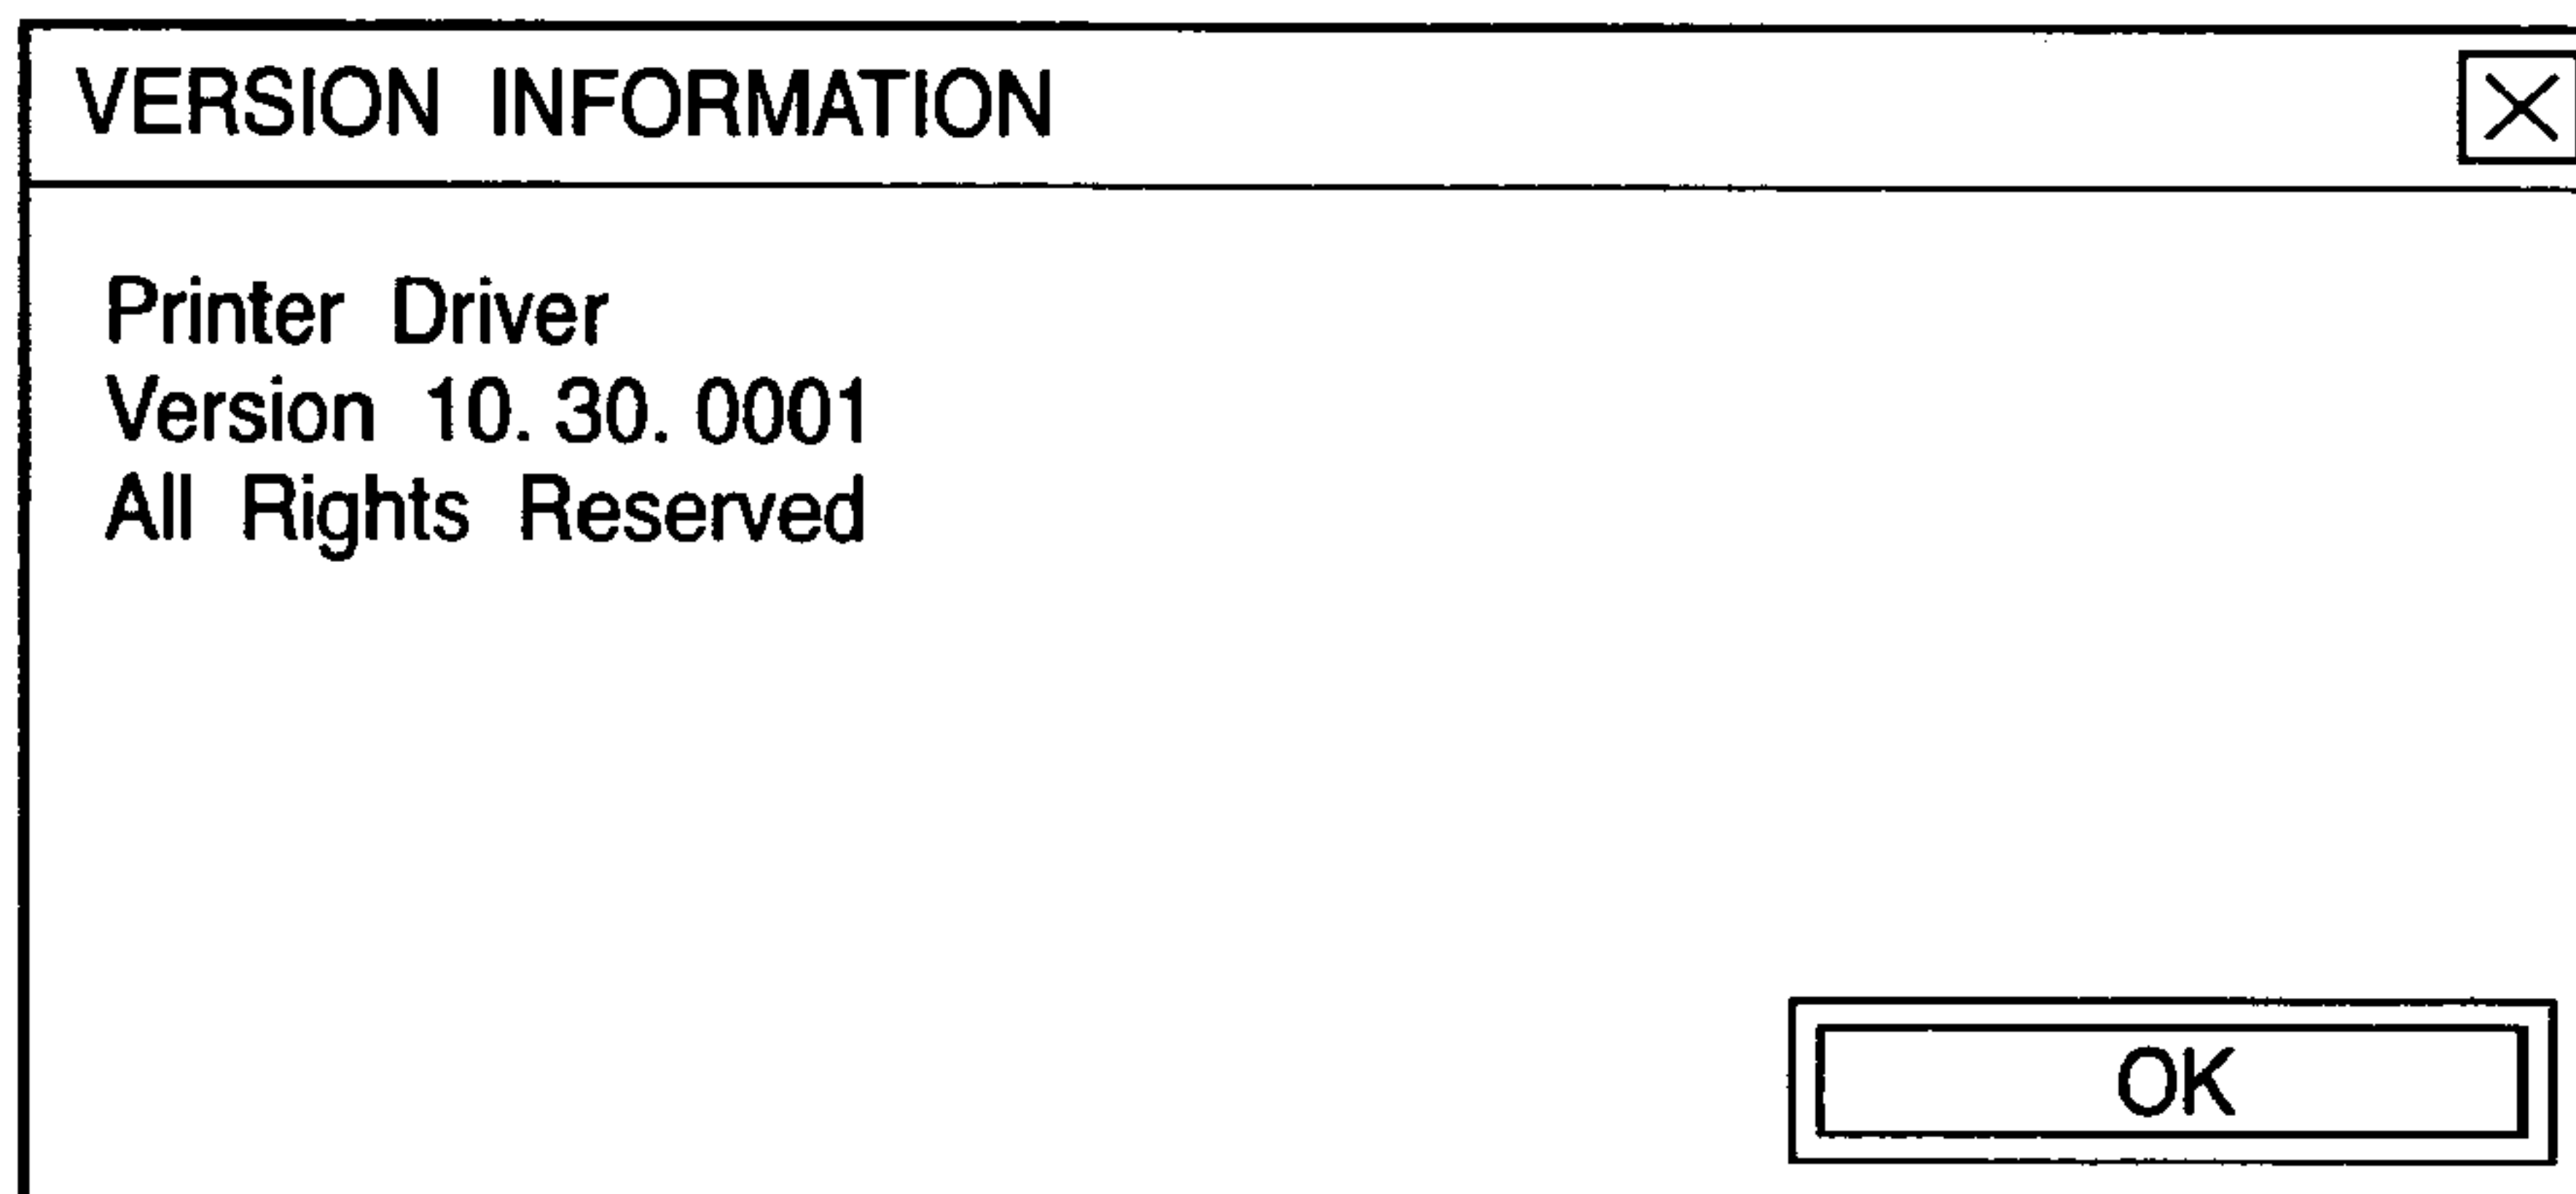 VERSION INFORMATION
Printer Driver
Version 10. 30. 0001
All Rights Reserved
OK